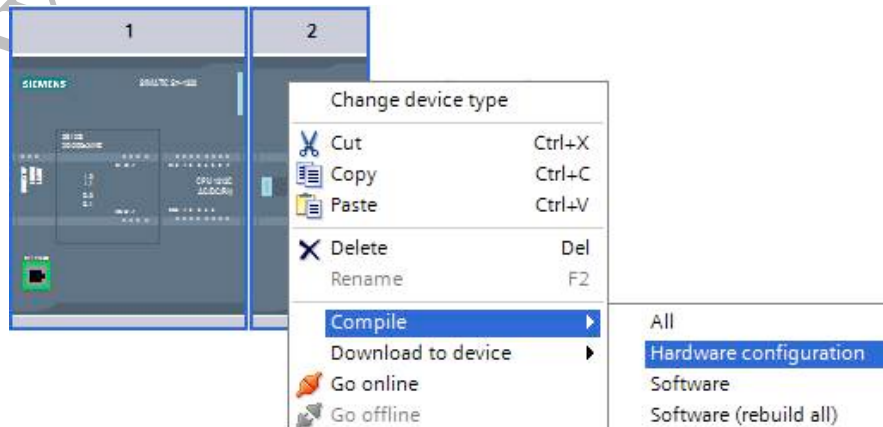 1 2
SIEMENS
Change device type
Cut Ctrl+X
Copy Ctrl+C
Paste Ctrl+V
Delete Del
Rename F2
Compile
Download to device
Go online
Go offline
All
Hardware configuration
Software
Software (rebuild all)